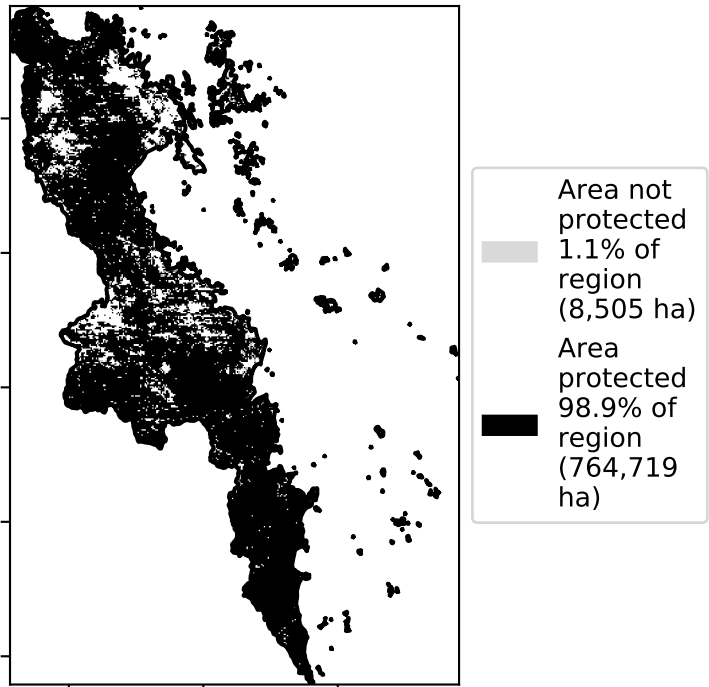 Area not
protected
1.1% of
region
(8,505 ha)
Area
protected
98.9% of
region
(764,719
ha)